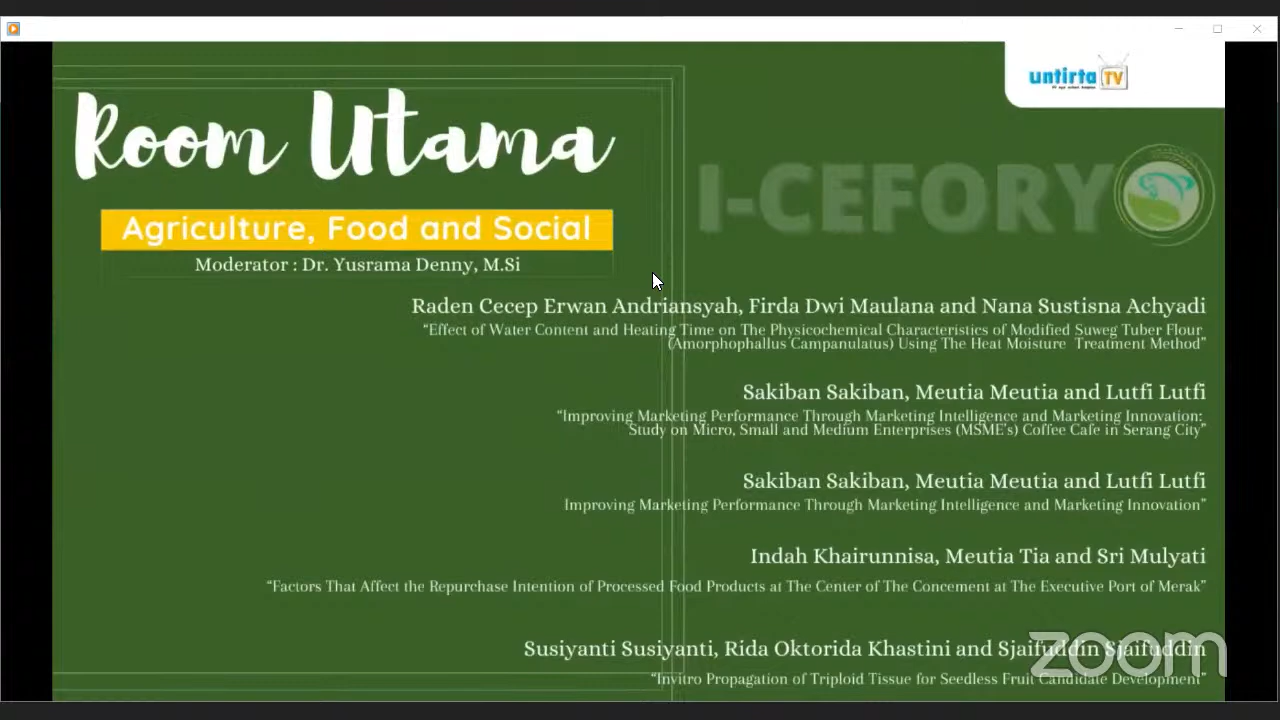 untirta TV
Room Utama
I-CEFORY
Agriculture, Food and Social
Moderator : Dr. Yusrama Denny, M.Si
Raden Cecep Erwan Andriansyah, Firda Dwi Maulana and Nana Sustisna Achyadi
“Effect of Water Content and Heating Time on The Physicochemical Characteristics of Modified Suweg Tuber Flour
(Amorphophallus Campanulatus) Using The Heat Moisture Treatment Method”
Sakiban Sakiban, Meutia Meutia and Lutfi Lutfi
“Improving Marketing Performance Through Marketing Intelligence and Marketing Innovation:
Study on Micro, Small and Medium Enterprises (MSME's) Coffee Cafe in Serang City”
Sakiban Sakiban, Meutia Meutia and Lutfi Lutfi
Improving Marketing Performance Through Marketing Intelligence and Marketing Innovation”
Indah Khairunnisa, Meutia Tia and Sri Mulyati
“Factors That Affect the Repurchase Intention of Processed Food Products at The Center of The Concement at The Executive Port of Merak”
Susiyanti Susiyanti, Rida Oktorida Khastini and Sjaifuddin Sjaifuddin
zoom
“Invitro Propagation of Triploid Tissue for Seedless Fruit Candidate Development”